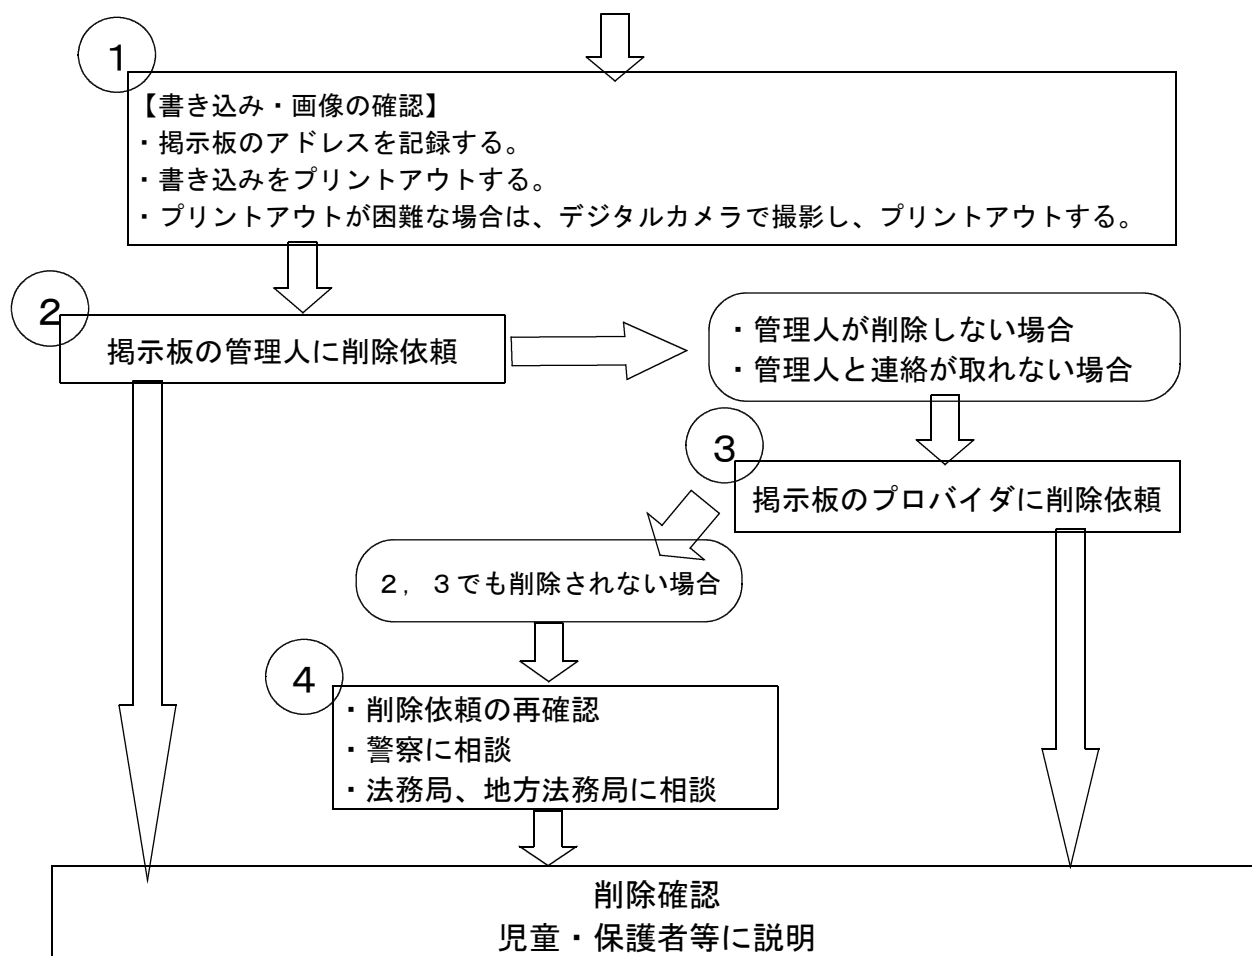 1
【書き込み・画像の確認】
・掲示板のアドレスを記録する。
・書き込みをプリントアウトする。
・プリントアウトが困難な場合は、デジタルカメラで撮影し、プリントアウトする。
2
掲示板の管理人に削除依頼
・管理人が削除しない場合
・管理人と連絡が取れない場合
3
掲示板のプロバイダに削除依頼
２，３でも削除されない場合
4
・削除依頼の再確認
・警察に相談
・法務局、地方法務局に相談
削除確認
児童・保護者等に説明